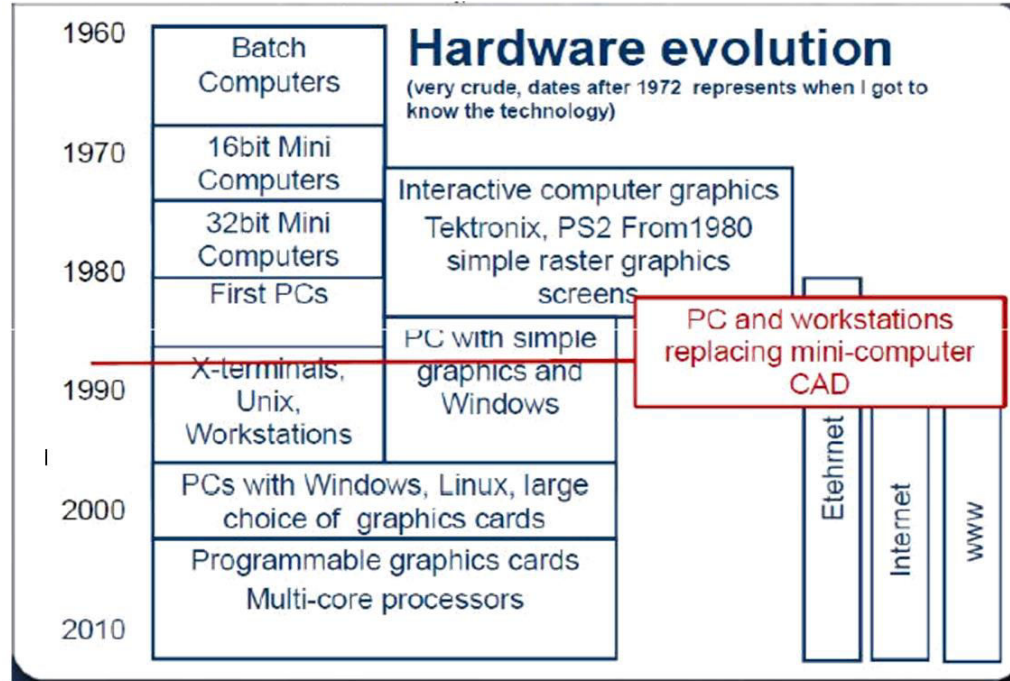 Hardware evolution
(very crude, dates after 1972 represents when I got to
know the technology)
1960
Batch
Computers
1970
16bit Mini
Computers
Interactive computer graphics
Tektronix, PS2 From1980
simple raster graphics
screens
32bit Mini
Computers
1980
First PCs
PC and workstations
replacing mini-computer
CAD
PC with simple
graphics and
Windows
1990
X-terminals,
Unix,
Workstations
2000
PCs with Windows, Linux, large
choice of graphics cards
Programmable graphics cards
Multi-core processors
2010
Etehrnet
Internet
www